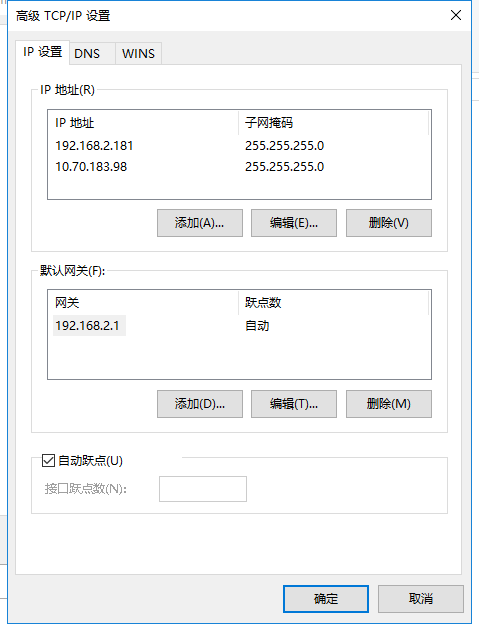 高级 TCP/IP 设置
IP 设置 DNS WINS
IP 地址(R)
IP 地址 子网掩码
192.168.2.181 255.255.255.0
10.70.183.98 255.255.255.0
添加(A)... 编辑(E)... 删除(V)
默认网关(F):
网关 跃点数
192.168.2.1 自动
添加(D)... 编辑(T)... 删除(M)
自动跃点(U)
接口跃点数(N):
确定 取消